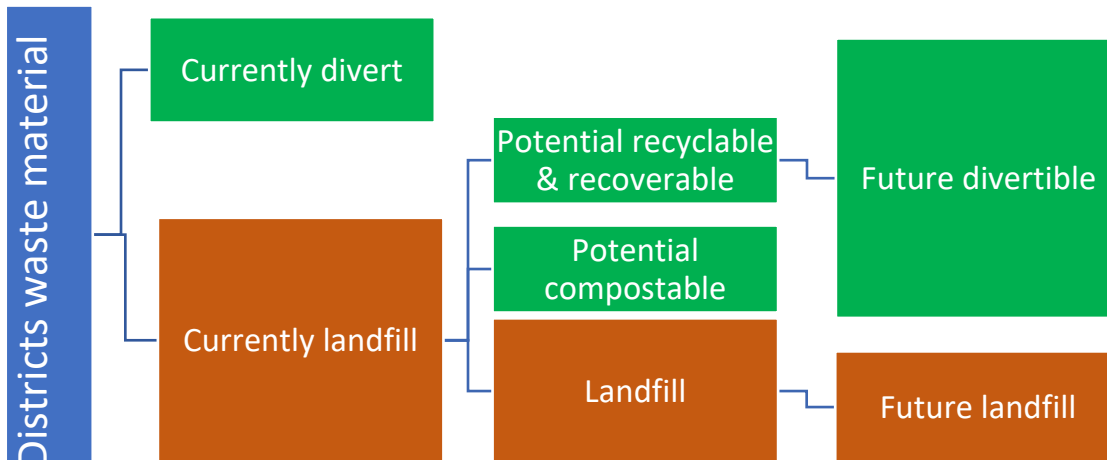 Districts waste material
Currently divert
Currently landfill
Potential recyclable
& recoverable
Potential
compostable
Landfill
Future divertible
Future landfill